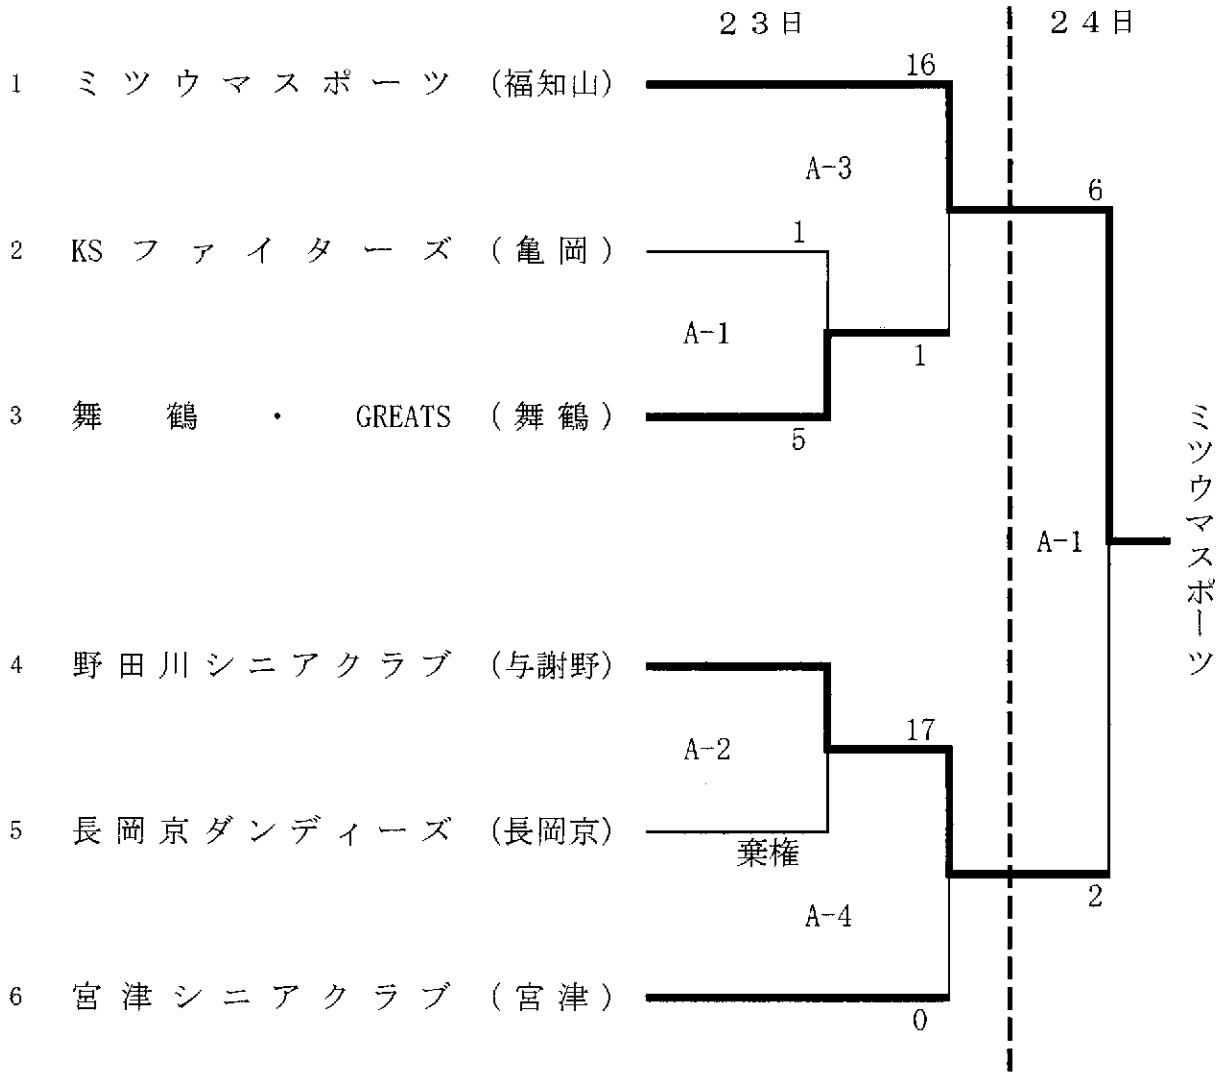 23日 24日
1 ミツウマスポーツ (福知山) 16
A-3
6
2 KSファイターズ (亀岡) 1
A-1
1
3 舞鶴・GREATS (舞鶴) 5
A-1
ミツウマスポーツ
4 野田川シニアクラブ (与謝野)
17
A-2
5 長岡京ダンディーズ (長岡京)
棄権
2
A-4
6 宮津シニアクラブ (宮津)
0